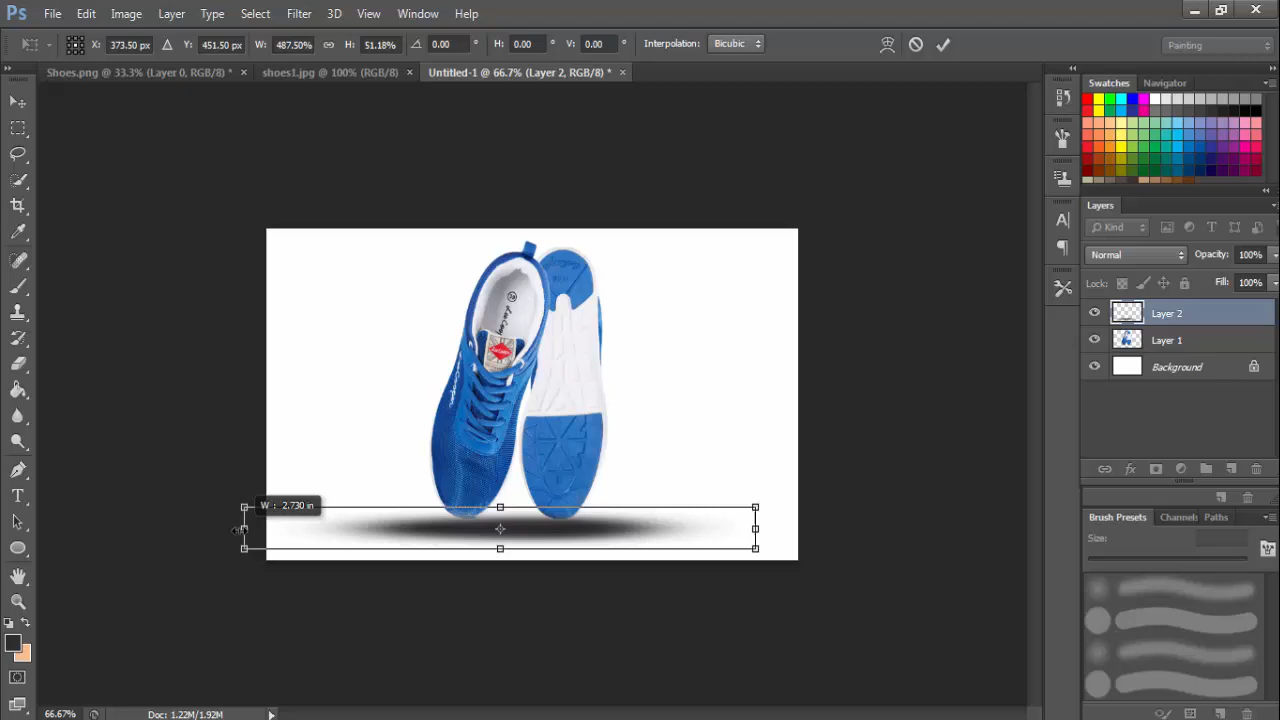 Ps File Edit Image Layer Type Select Filter 3D View Window Help
X: 373.50 px Y: 451.50 px W: 487.50% H: 51.18% 0.00 ° H: 0.00 ° V: 0.00 ° Interpolation: Bicubic Painting
Shoes.png @ 33.3% (Layer 0, RGB/8) * × shoes1.jpg @ 100% (RGB/8) × Untitled-1 @ 66.7% (Layer 2, RGB/8) * ×
Swatches Navigator
Layers
Kind
Normal Opacity: 100%
Lock: Fill: 100%
Layer 2
Layer 1
Background
W : 2.730 in
Brush Presets Channels Paths
Size:
66.67% Doc: 1.22M/1.92M